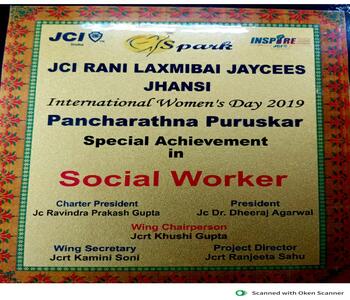 JCI India Spark INSPIRE
JCI
JCI RANI LAXMIBAI JAYCEES
JHANSI
International Women's Day 2019
Pancharathna Puruskar
Special Achievement
in
Social Worker
Charter President President
Jc Ravindra Prakash Gupta Jc Dr. Dheeraj Agarwal
Wing Chairperson
Jcrt Khushi Gupta
Wing Secretary Project Director
Jcrt Kamini Soni Jcrt Ranjeeta Sahu
Scanned with Oken Scanner